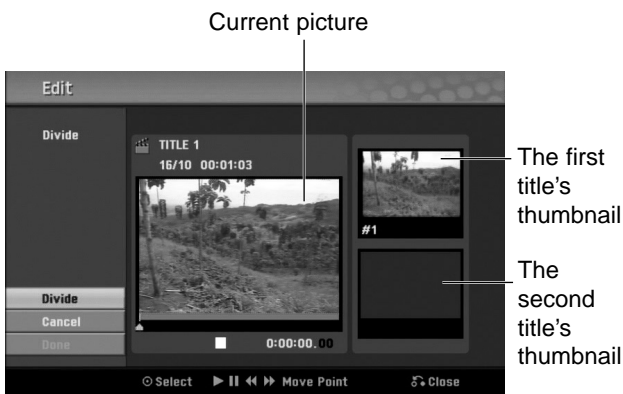 Current picture
Edit
Divide
TITLE 1
16/10 00:01:03
#1
The first
title's
thumbnail
The
second
title's
thumbnail
Divide
Cancel
Done
0:00:00.00
Select Move Point Close